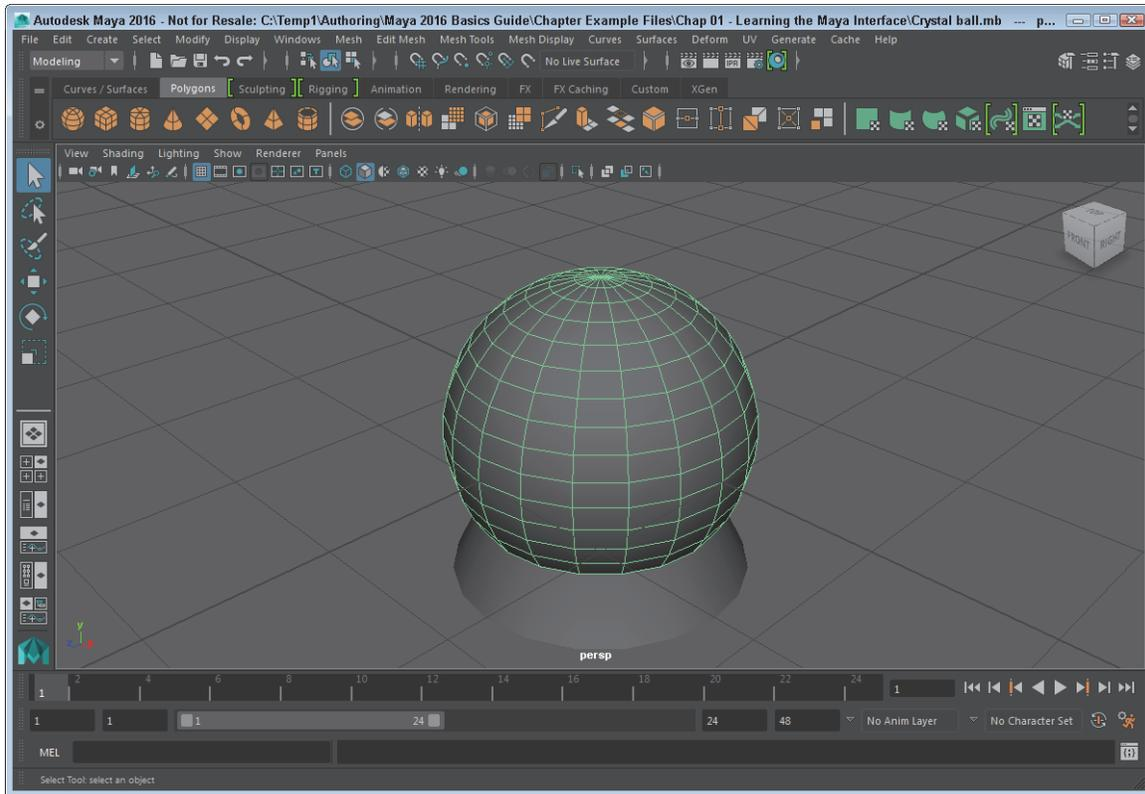 Autodesk Maya 2016 - Not for Resale: C:\Temp1\Authoring\Maya 2016 Basics Guide\Chapter Example Files\Chap 01 - Learning the Maya Interface\Crystal ball.mb --- p...
File Edit Create Select Modify Display Windows Mesh Edit Mesh Mesh Tools Mesh Display Curves Surfaces Deform UV Generate Cache Help
Modeling No Live Surface
Curves / Surfaces Polygons Sculpting Rigging Animation Rendering FX FX Caching Custom XGen
View Shading Lighting Show Renderer Panels
TOP
FRONT RIGHT
y
z x
persp
1 2 4 6 8 10 12 14 16 18 20 22 24 1
1 1 1 24 24 48 No Anim Layer No Character Set
MEL
Select Tool: select an object